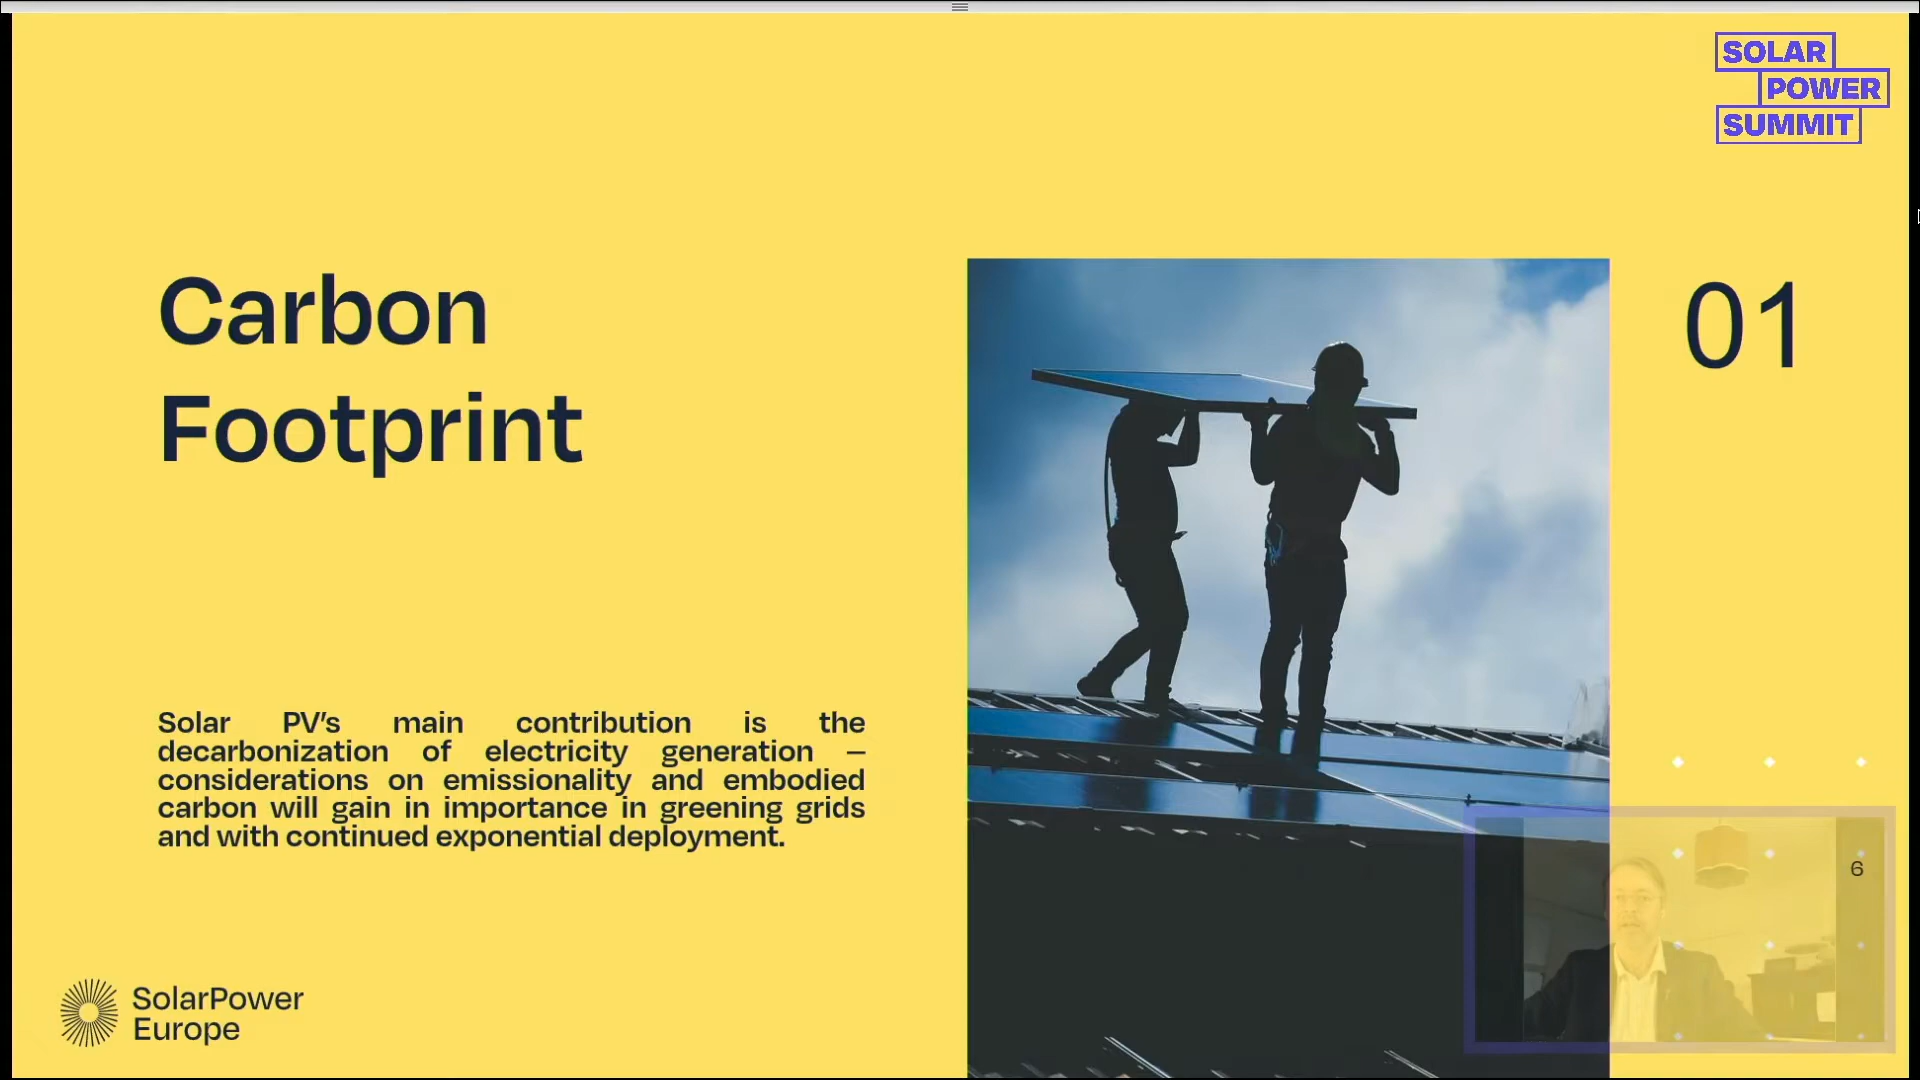 SOLAR
POWER
SUMMIT
Carbon
Footprint
01
Solar PV’s main contribution is the
decarbonization of electricity generation –
considerations on emissionality and embodied
carbon will gain in importance in greening grids
and with continued exponential deployment.
6
SolarPower
Europe